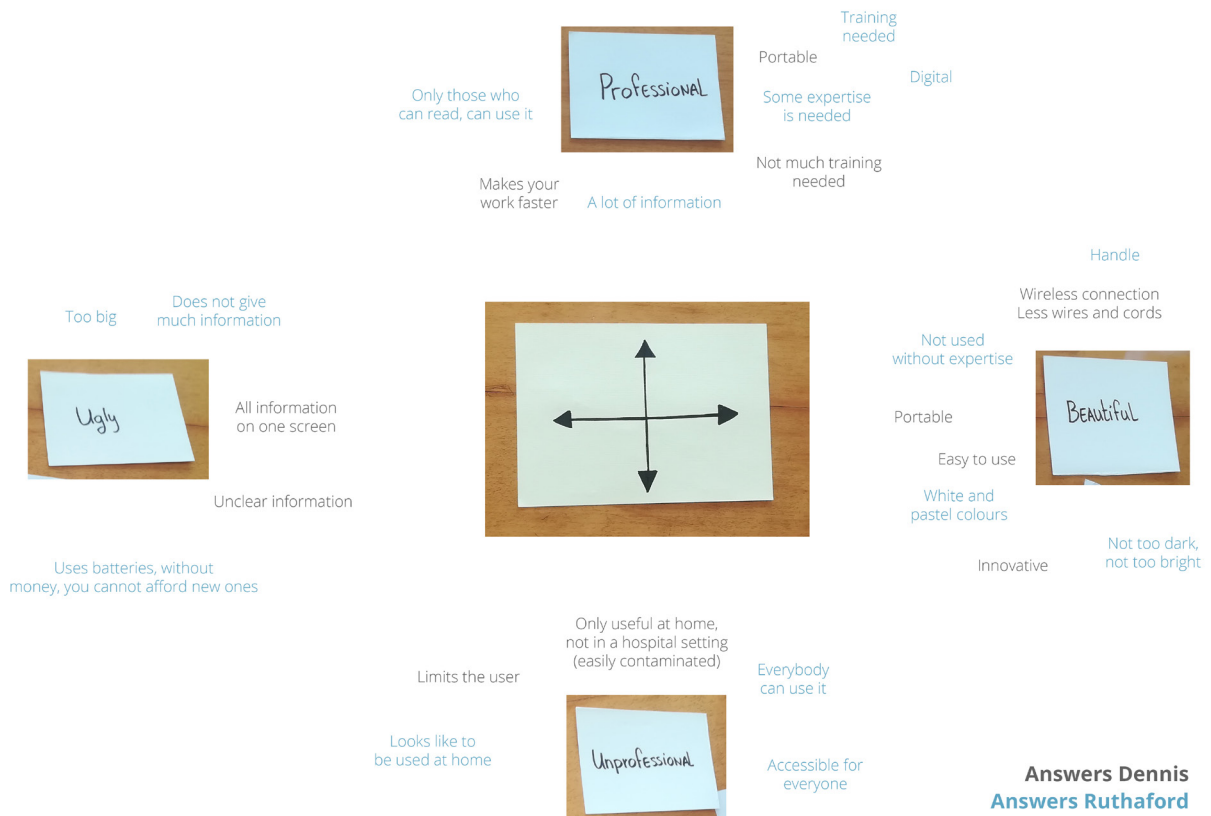 Training
needed
Portable
Digital
Professional
Only those who
can read, can use it
Some expertise
is needed
Not much training
needed
Makes your
work faster
A lot of information
Handle
Wireless connection
Less wires and cords
Does not give
much information
Too big
Not used
without expertise
Ugly
All information
on one screen
Beautiful
Portable
Easy to use
Unclear information
White and
pastel colours
Not too dark,
not too bright
Innovative
Uses batteries, without
money, you cannot afford new ones
Only useful at home,
not in a hospital setting
(easily contaminated)
Limits the user
Everybody
can use it
Looks like to
be used at home
Unprofessional
Accessible for
everyone
Answers Dennis
Answers Ruthaford